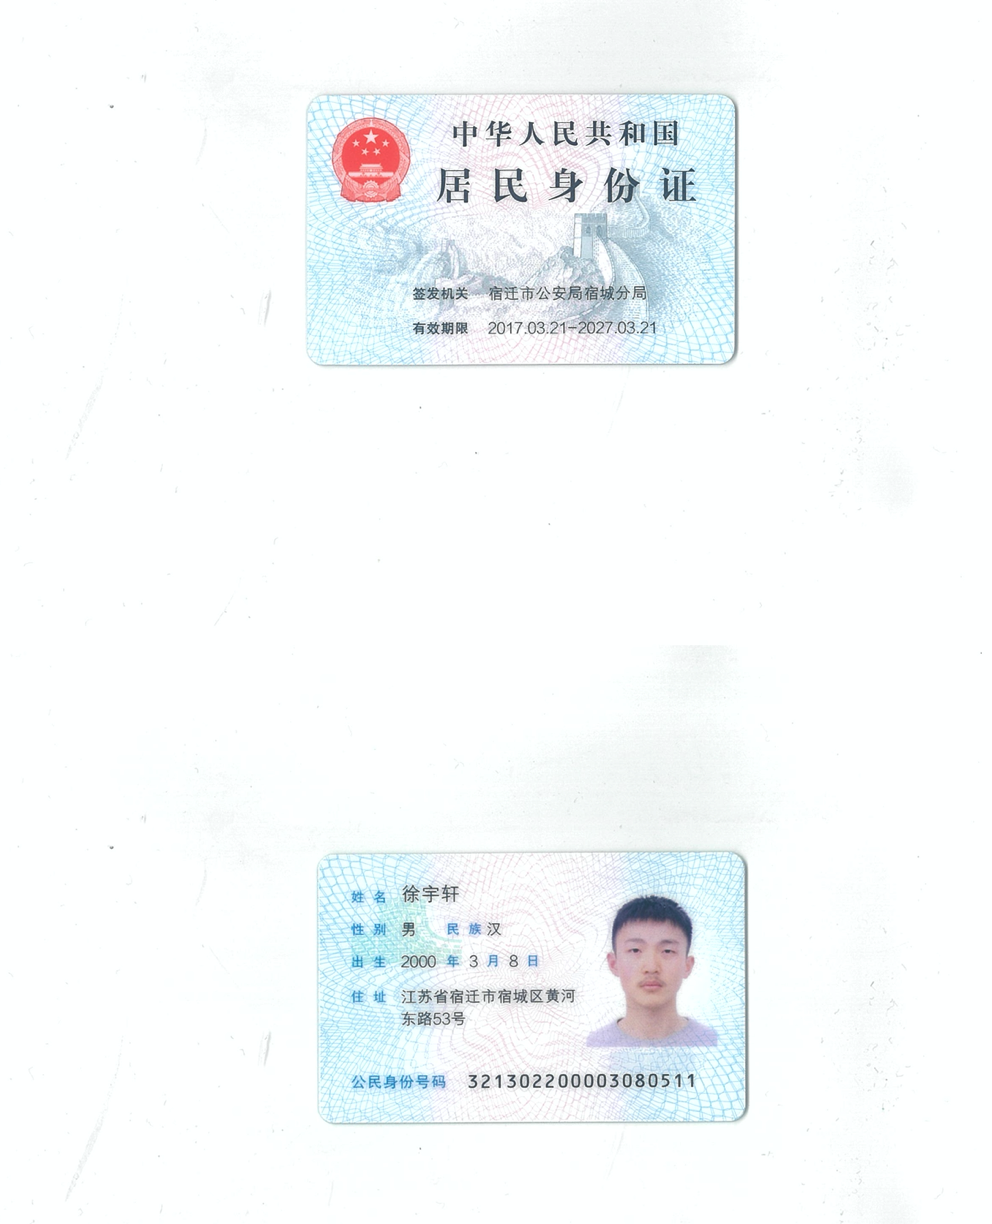 中华人民共和国
居民身份证
签发机关 宿迁市公安局宿城分局
有效期限 2017.03.21-2027.03.21
姓名 徐宇轩
性别 男 民族 汉
出生 2000 年 3 月 8 日
住址 江苏省宿迁市宿城区黄河
东路53号
公民身份号码 321302200003080511